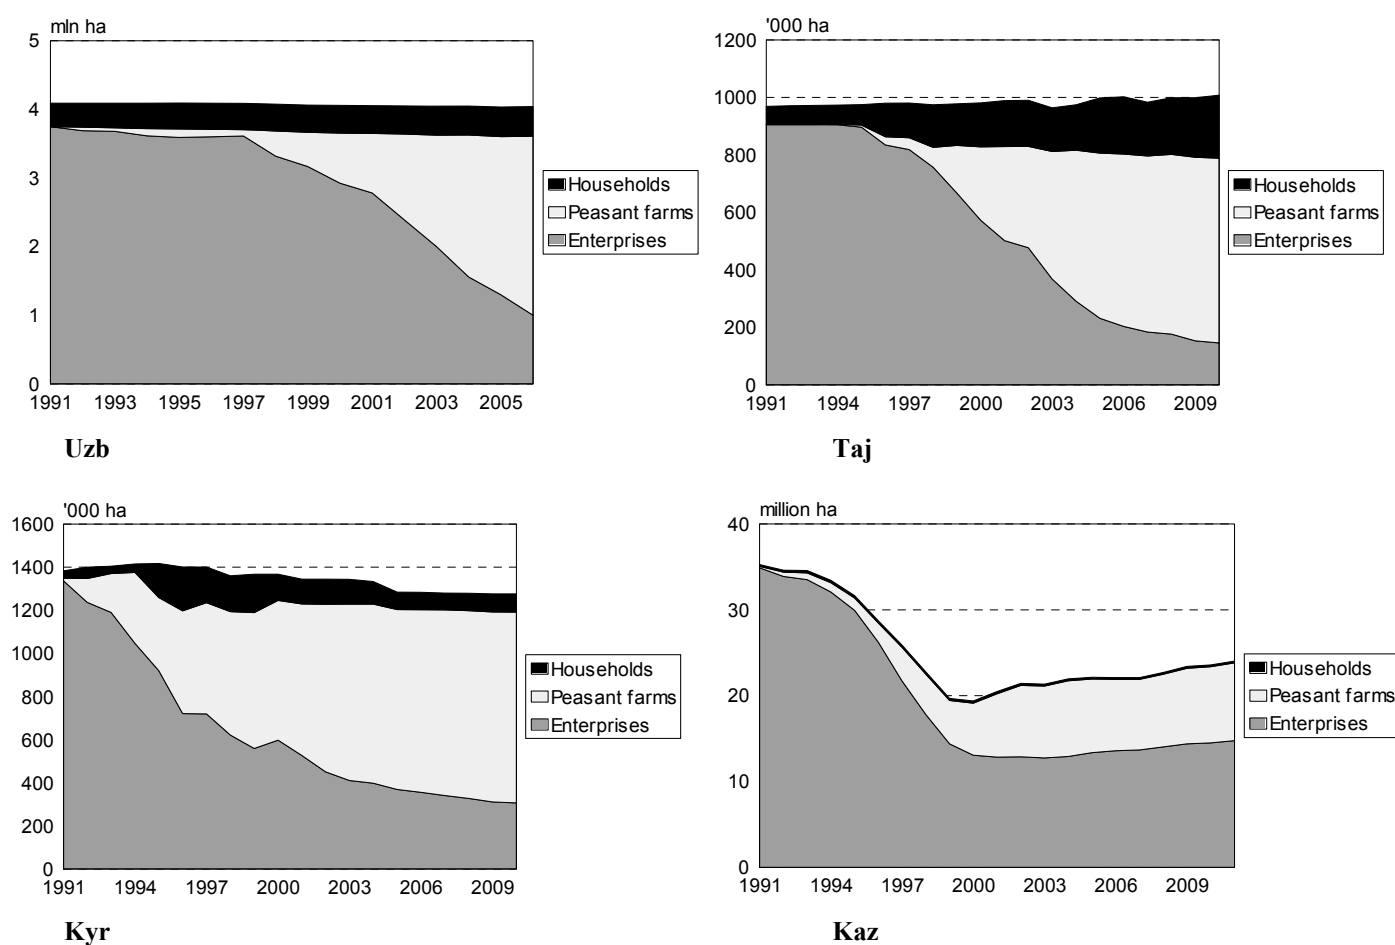 mln ha
5
4
3
2
1
0
1991 1993 1995 1997 1999 2001 2003 2005
Households
Peasant farms
Enterprises
Uzb
'000 ha
1200
1000
800
600
400
200
0
1991 1994 1997 2000 2003 2006 2009
Households
Peasant farms
Enterprises
Taj
'000 ha
1600
1400
1200
1000
800
600
400
200
0
1991 1994 1997 2000 2003 2006 2009
Households
Peasant farms
Enterprises
Kyr
million ha
40
30
20
10
0
1991 1994 1997 2000 2003 2006 2009
Households
Peasant farms
Enterprises
Kaz